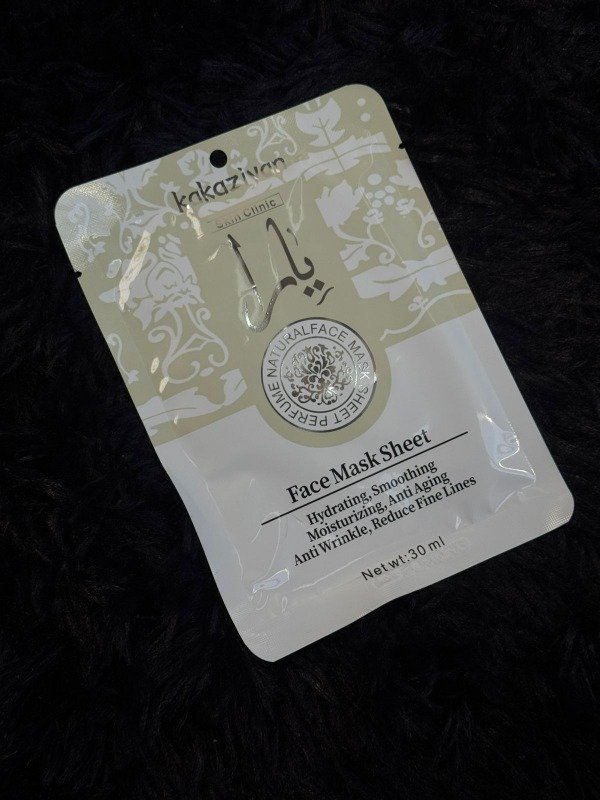 kakaziyan
Skin Clinic
يارا
NATURALFACE MASK SHEET PERFUME
Face Mask Sheet
Hydrating, Smoothing
Moisturizing, Anti Aging
Anti Wrinkle, Reduce Fine Lines
Net wt:30 ml